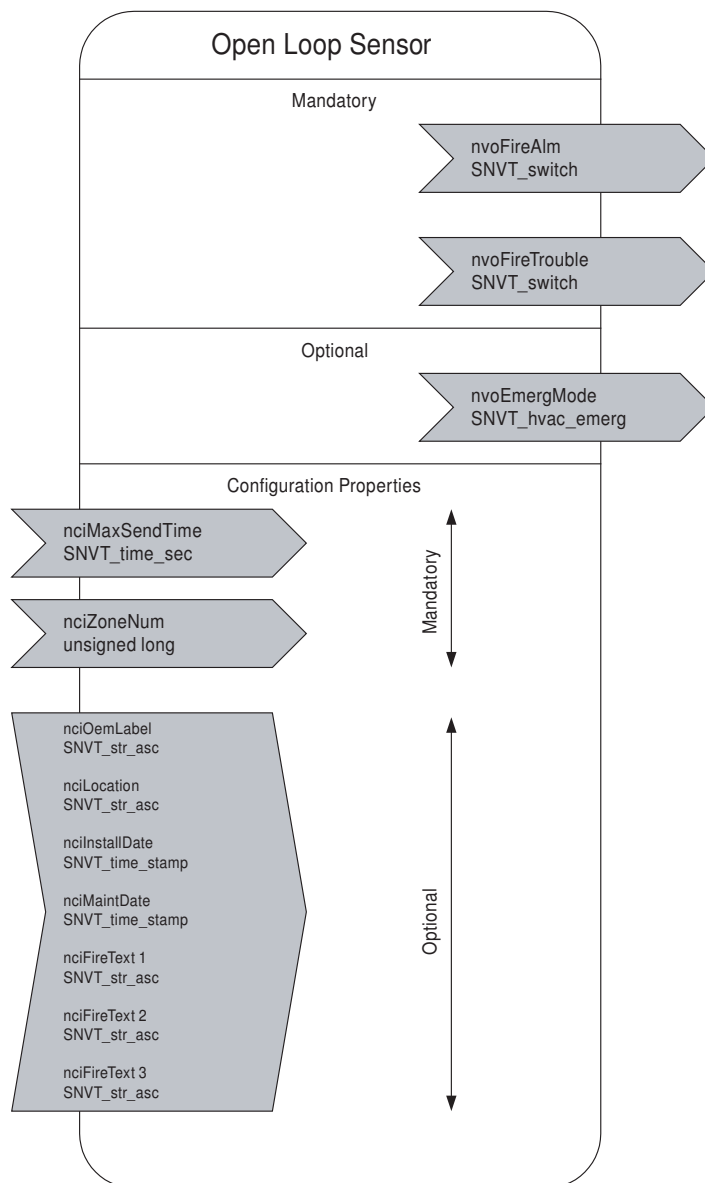 Open Loop Sensor
Mandatory
nvoFireAlm
SNVT_switch
nvoFireTrouble
SNVT_switch
Optional
nvoEmergMode
SNVT_hvac_emerg
Configuration Properties
nciMaxSendTime
SNVT_time_sec
nciZoneNum
unsigned long
Mandatory
nciOemLabel
SNVT_str_asc
nciLocation
SNVT_str_asc
nciInstallDate
SNVT_time_stamp
nciMaintDate
SNVT_time_stamp
nciFireText 1
SNVT_str_asc
nciFireText 2
SNVT_str_asc
nciFireText 3
SNVT_str_asc
Optional